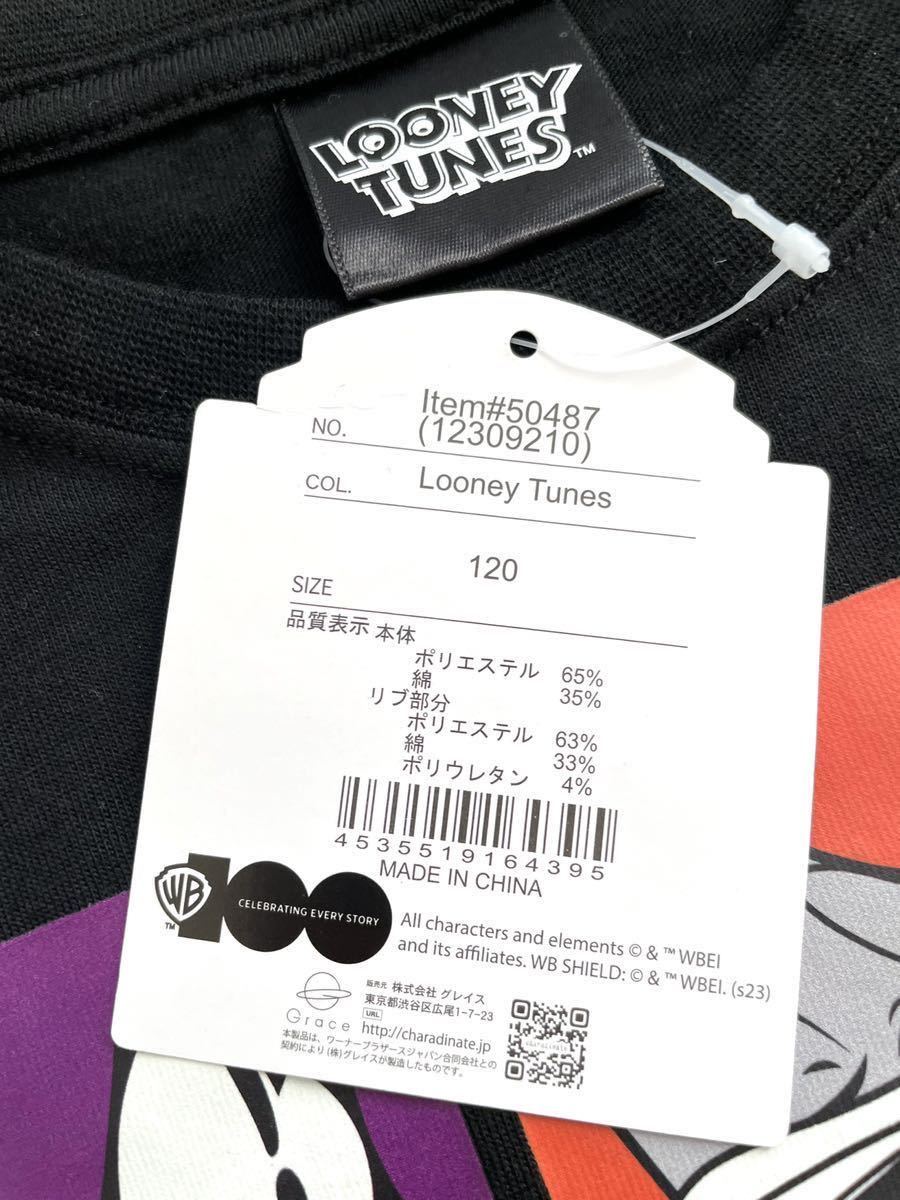 LOONEY
TUNES™
NO. Item#50487
(12309210)
COL. Looney Tunes
SIZE 120
品質表示 本体
ポリエステル 65%
綿 35%
リブ部分
ポリエステル 63%
綿 33%
ポリウレタン 4%
4535519164395
MADE IN CHINA
WB
™
100
CELEBRATING EVERY STORY
All characters and elements © & ™ WBEI
and its affiliates. WB SHIELD: © & ™ WBEI. (s23)
Grace
販売元 株式会社 グレイス
東京都渋谷区広尾1-7-23
URL http://charadinate.jp
本製品は、ワーナーブラザースジャパン合同会社との
契約により(株)グレイスが製造したものです。